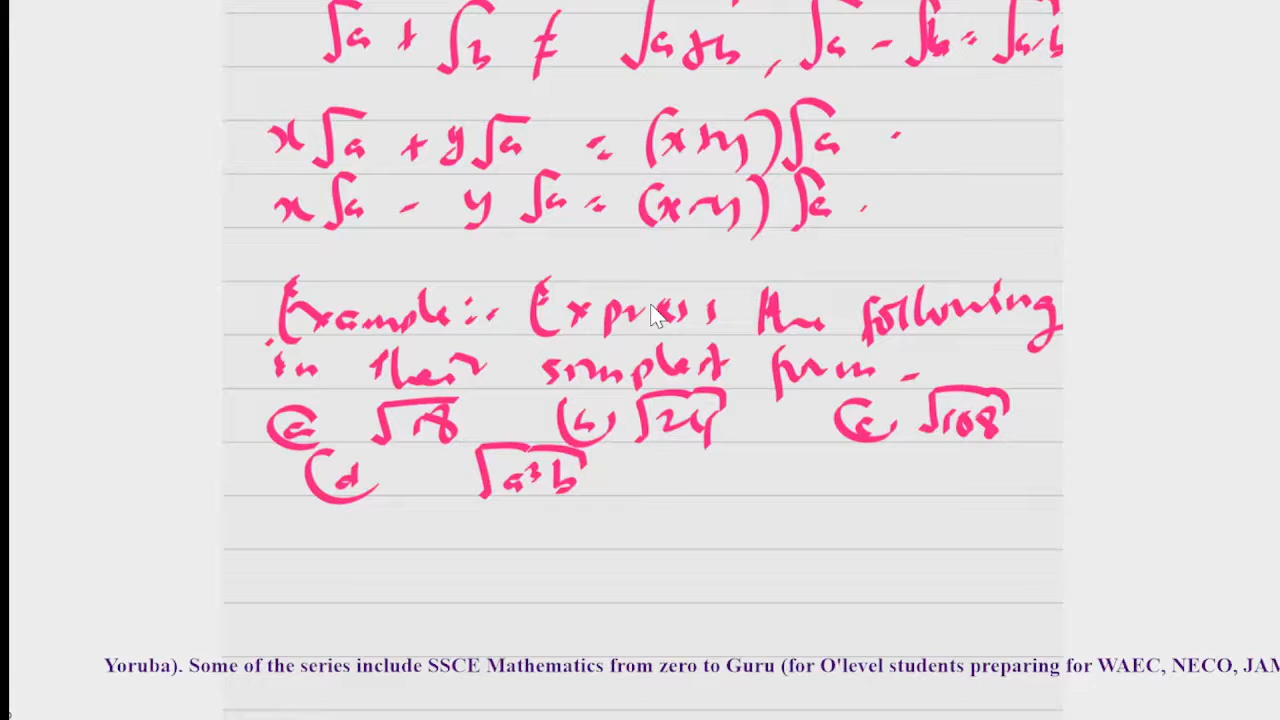 √a + √b ≠ √a+b, √a - √b = √a-b
x√a + y√a = (x+y)√a .
x√a - y√a = (x-y)√a .
Example:. Express the following
in their simplest form.
(a) √18 (b) √24 (c) √108
(d √a³b
Yoruba). Some of the series include SSCE Mathematics from zero to Guru (for O'level students preparing for WAEC, NECO, JAM